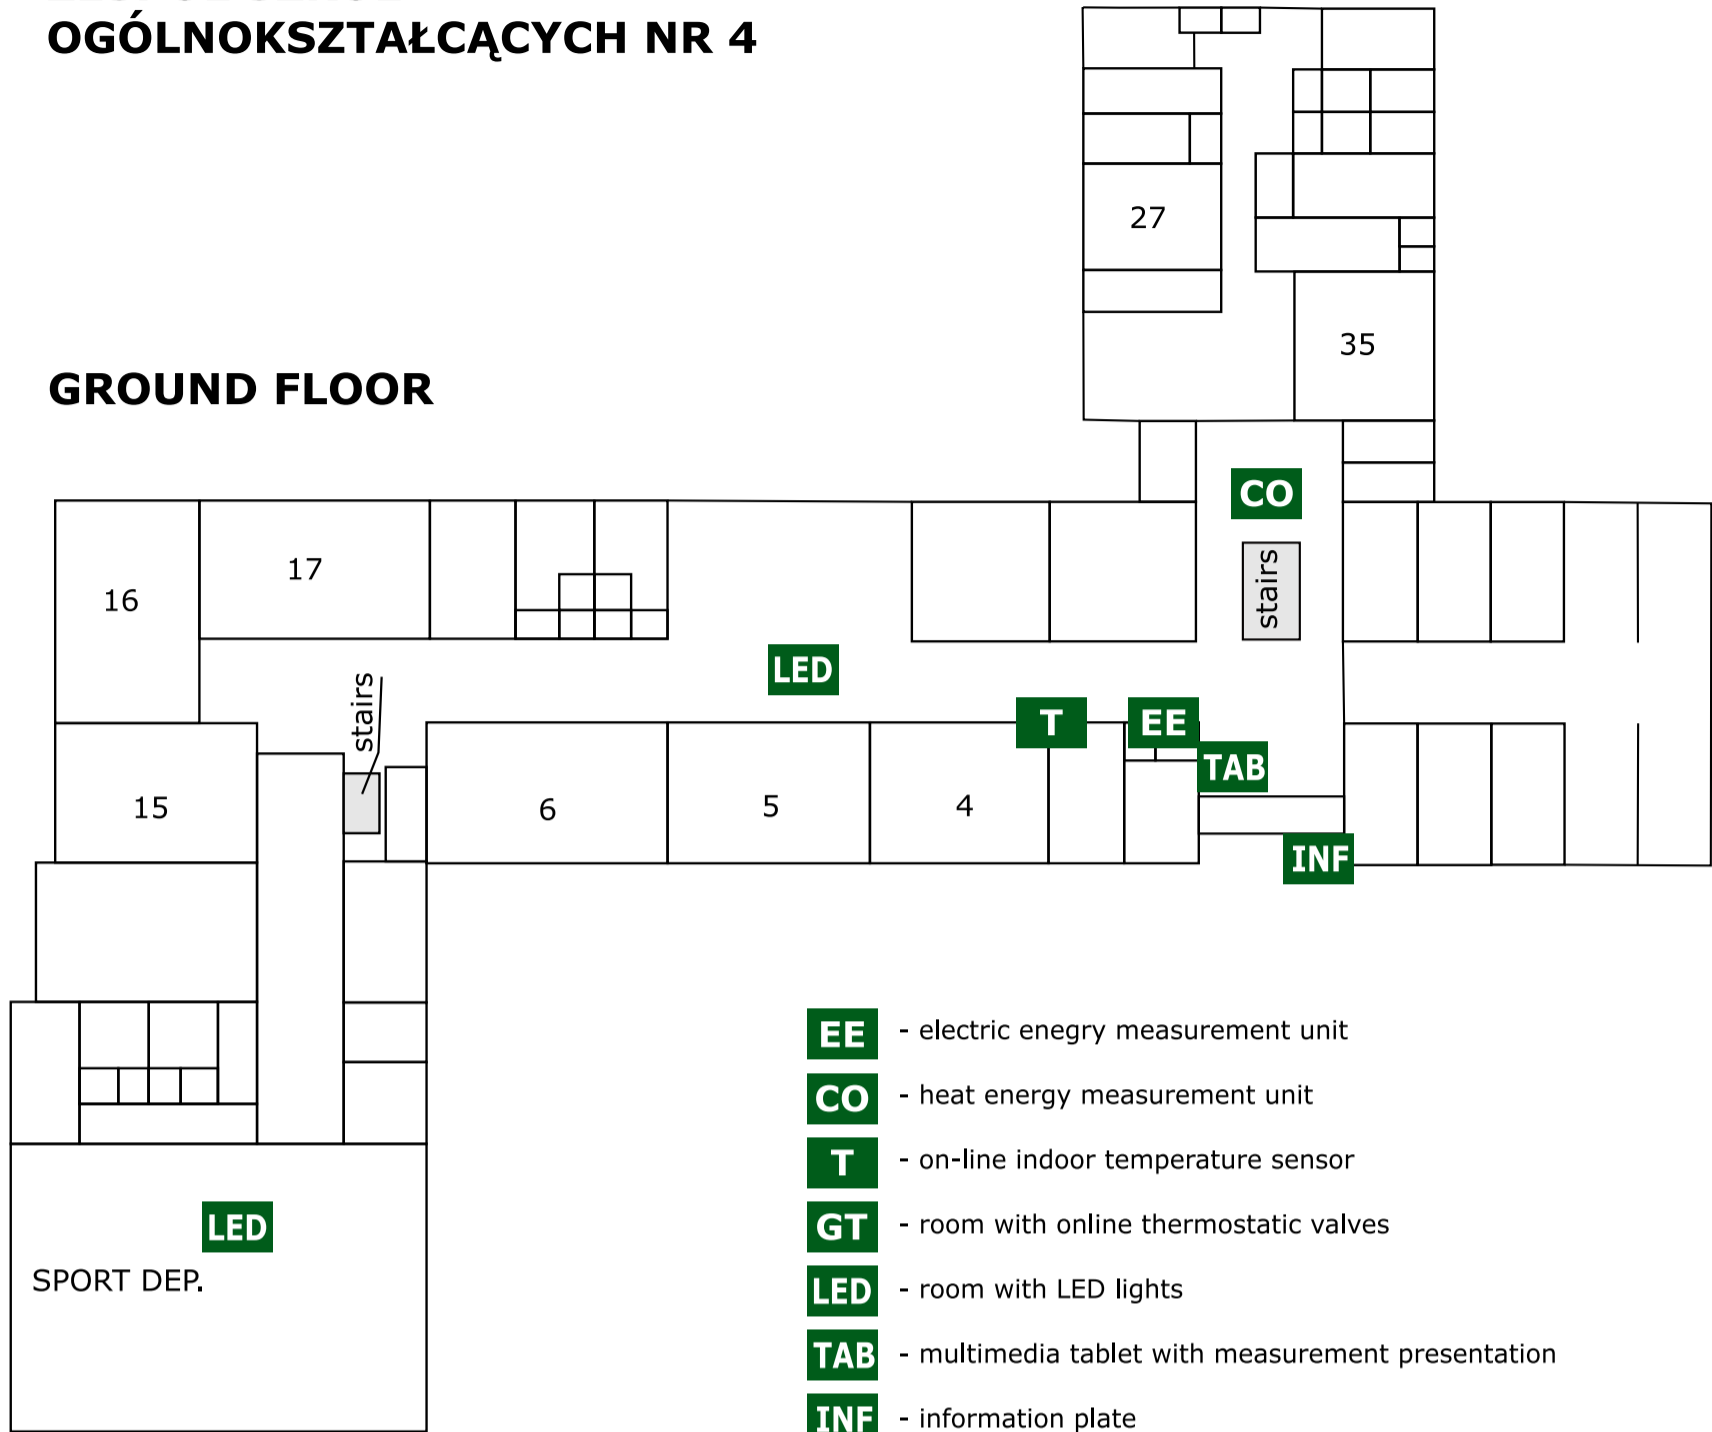 OGÓLNOKSZTAŁCĄCYCH NR 4
27
35
GROUND FLOOR
CO
stairs
16
17
LED
stairs
T
EE
TAB
15
6
5
4
INF
EE - electric enegry measurement unit
CO - heat energy measurement unit
T - on-line indoor temperature sensor
GT - room with online thermostatic valves
LED - room with LED lights
TAB - multimedia tablet with measurement presentation
INF - information plate
LED
SPORT DEP.